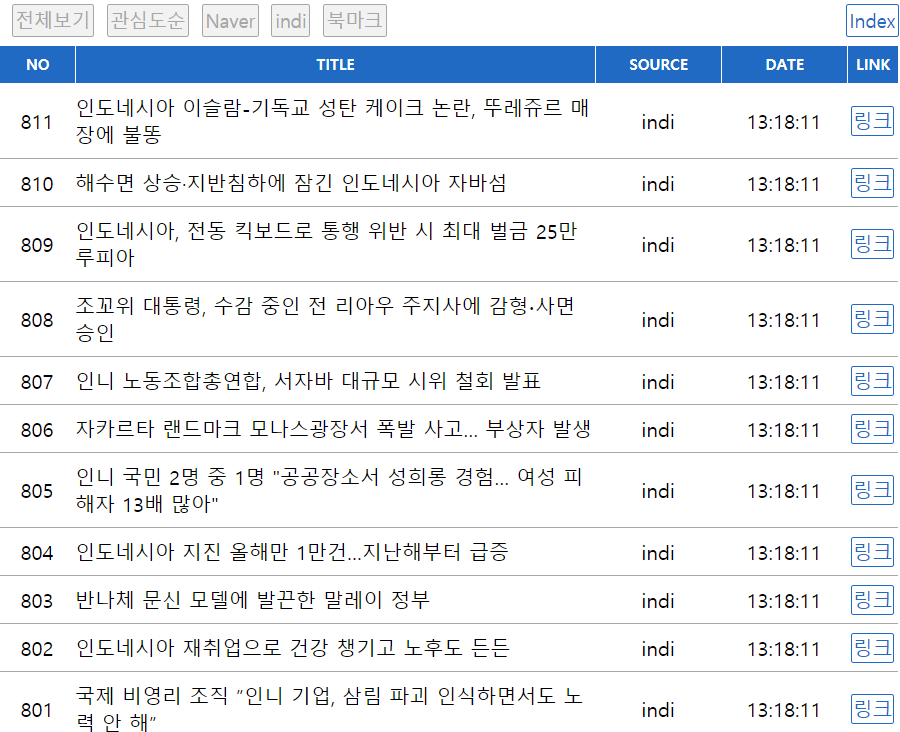 전체보기 관심도순 Naver indi 북마크 Index
NO TITLE SOURCE DATE LINK
811 인도네시아 이슬람-기독교 성탄 케이크 논란, 뚜레쥬르 매 indi 13:18:11 링크
장에 불똥
810 해수면 상승·지반침하에 잠긴 인도네시아 자바섬 indi 13:18:11 링크
809 인도네시아, 전동 킥보드로 통행 위반 시 최대 벌금 25만 indi 13:18:11 링크
루피아
808 조꼬위 대통령, 수감 중인 전 리아우 주지사에 감형·사면 indi 13:18:11 링크
승인
807 인니 노동조합총연합, 서자바 대규모 시위 철회 발표 indi 13:18:11 링크
806 자카르타 랜드마크 모나스광장서 폭발 사고... 부상자 발생 indi 13:18:11 링크
805 인니 국민 2명 중 1명 "공공장소서 성희롱 경험... 여성 피 indi 13:18:11 링크
해자 13배 많아"
804 인도네시아 지진 올해만 1만건...지난해부터 급증 indi 13:18:11 링크
803 반나체 문신 모델에 발끈한 말레이 정부 indi 13:18:11 링크
802 인도네시아 재취업으로 건강 챙기고 노후도 든든 indi 13:18:11 링크
801 국제 비영리 조직 “인니 기업, 삼림 파괴 인식하면서도 노 indi 13:18:11 링크
력 안 해”